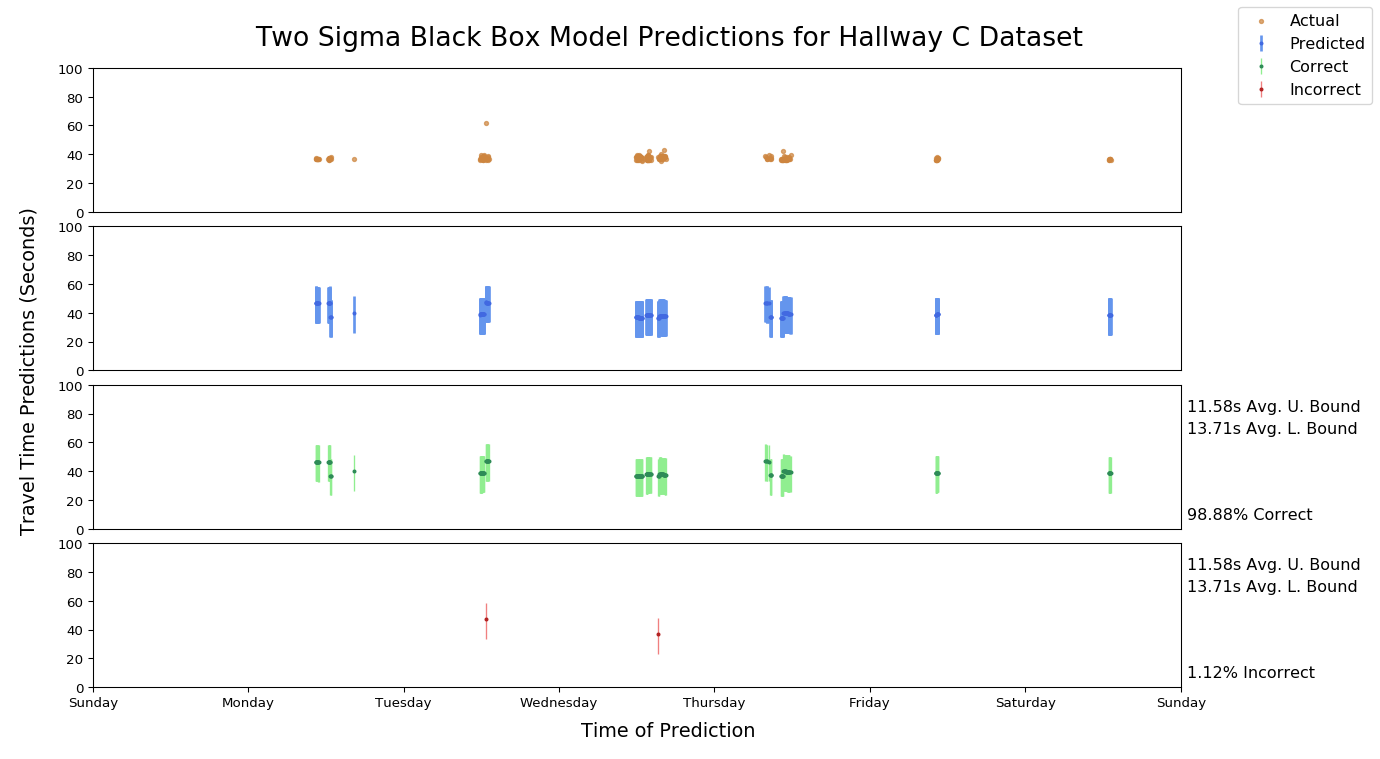 Two Sigma Black Box Model Predictions for Hallway C Dataset
Actual
Predicted
Correct
Incorrect
Travel Time Predictions (Seconds)
100
80
60
40
20
0
100
80
60
40
20
0
100
80
60
40
20
0
11.58s Avg. U. Bound
13.71s Avg. L. Bound
98.88% Correct
100
80
60
40
20
0
11.58s Avg. U. Bound
13.71s Avg. L. Bound
1.12% Incorrect
Sunday Monday Tuesday Wednesday Thursday Friday Saturday Sunday
Time of Prediction